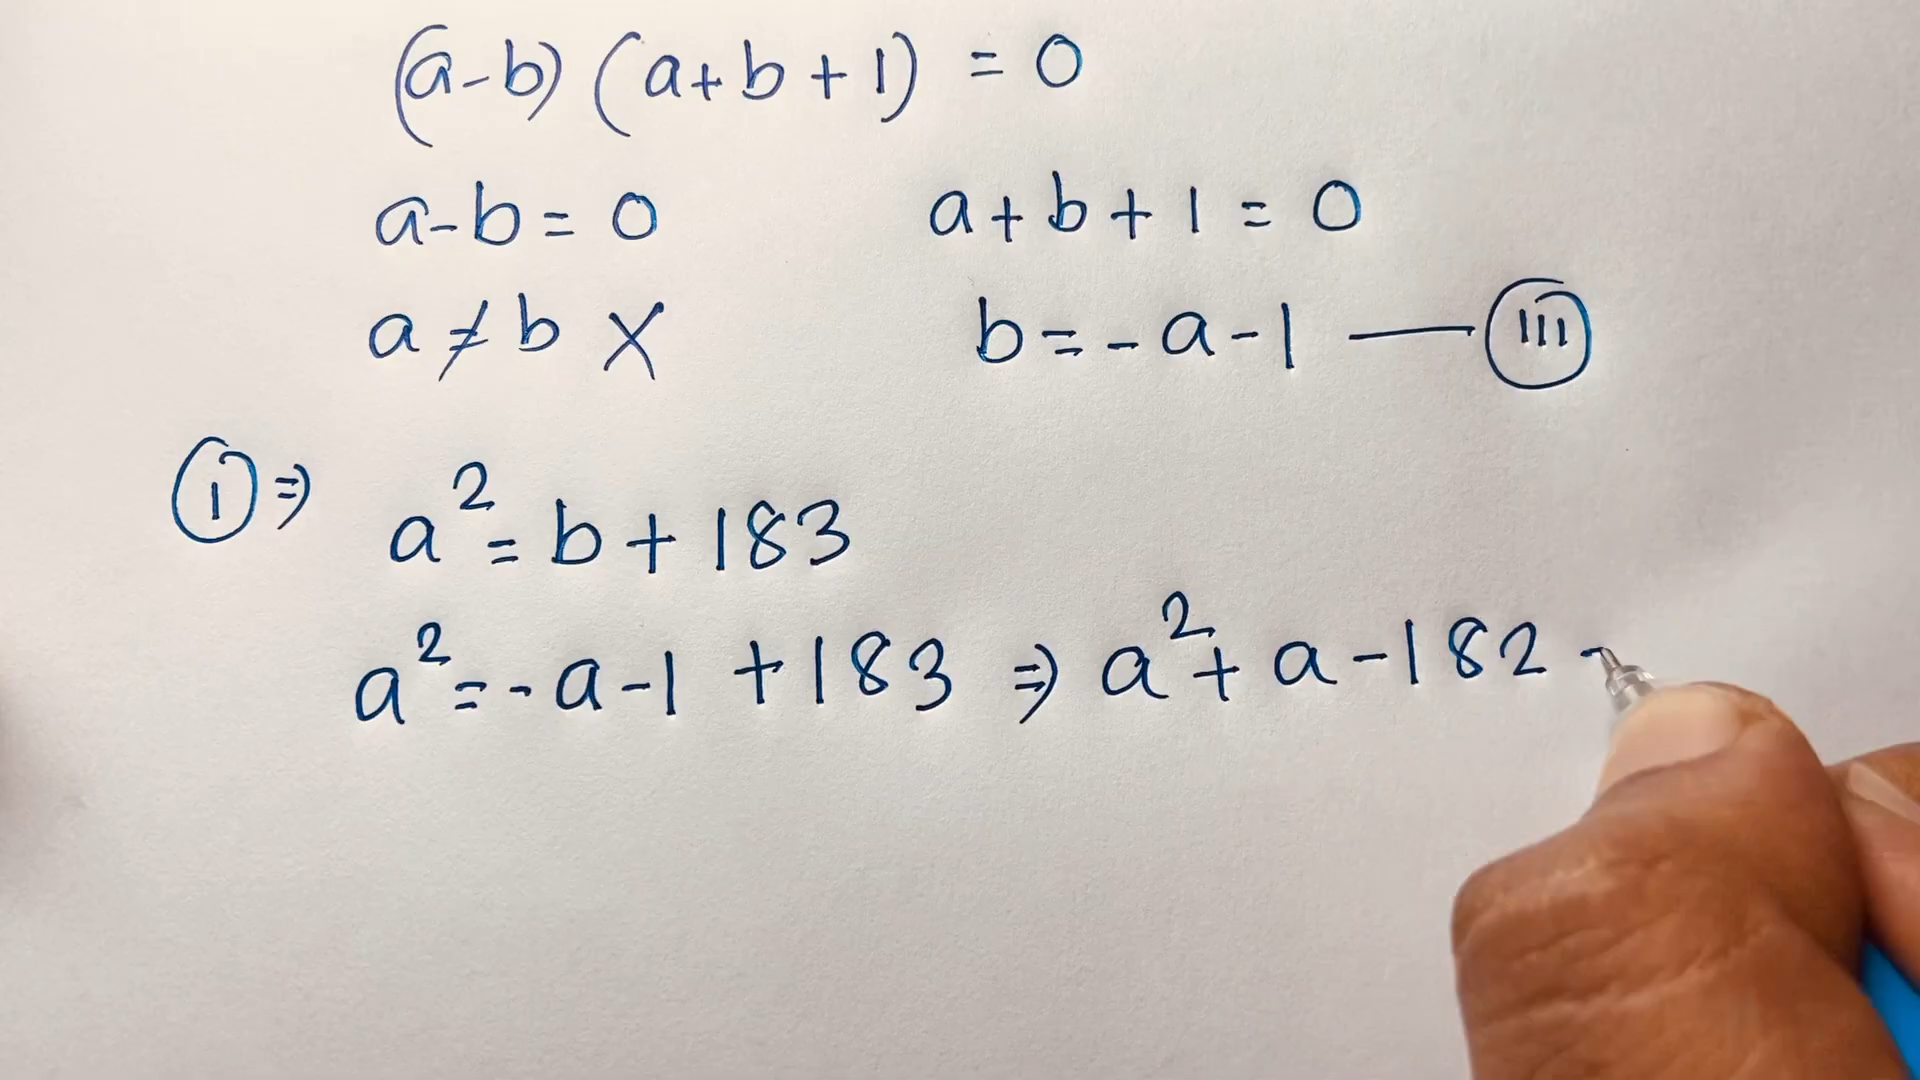 (a-b) (a+b+1) = 0
a-b = 0 a+b+1 = 0
a ≠ b X b = -a-1 — (iii)
(i) ⇒ a² = b + 183
a² = -a-1 + 183 ⇒ a² + a - 182 -